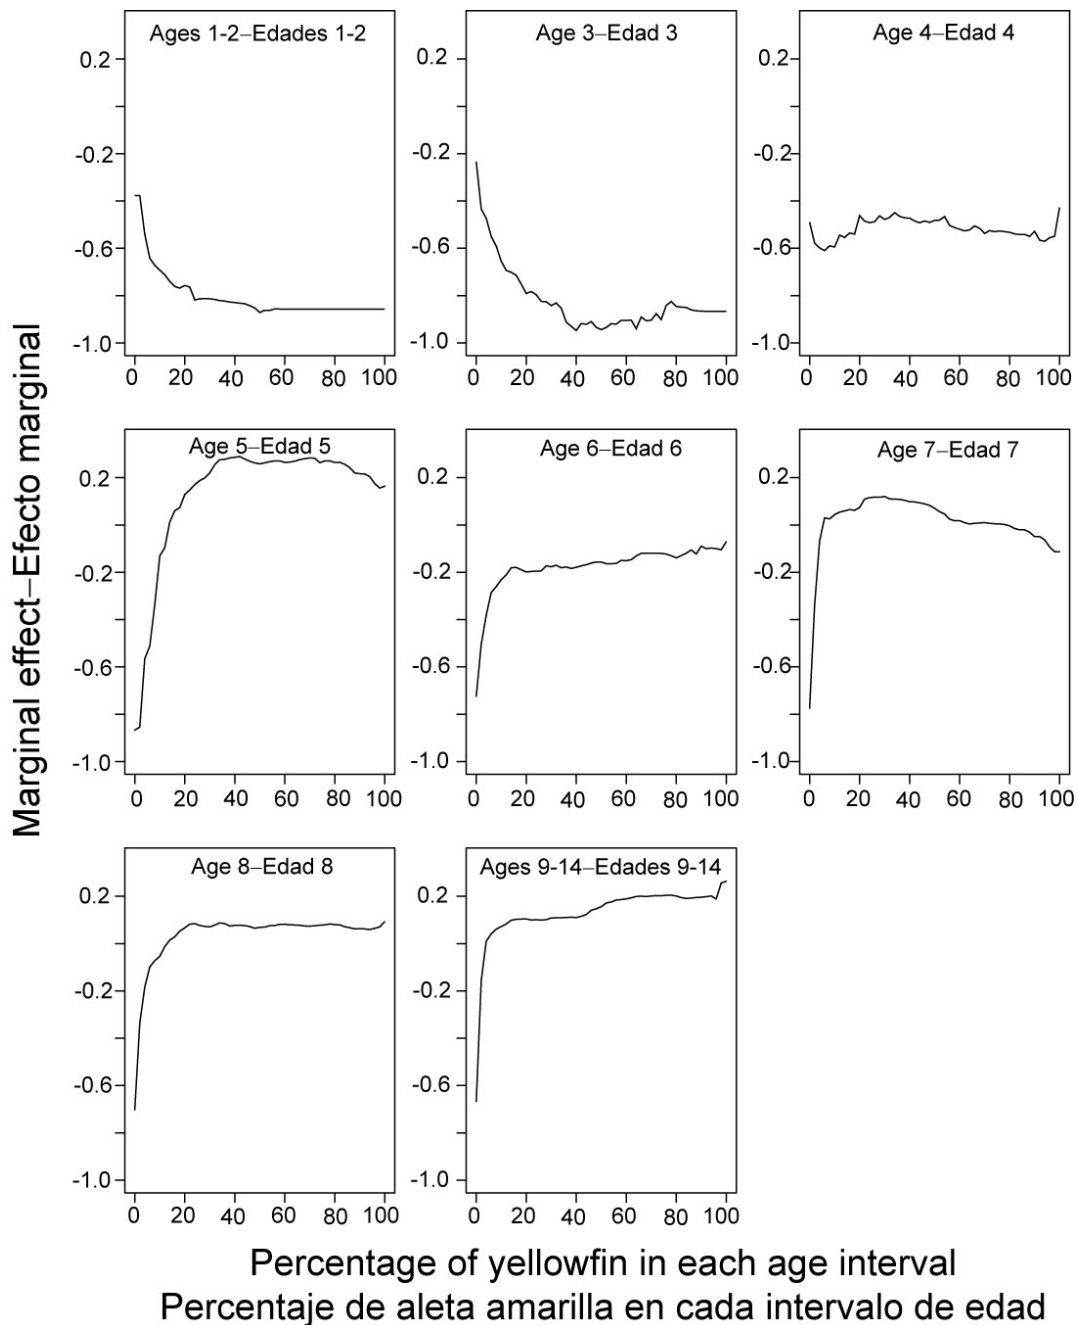 Ages 1-2–Edades 1-2
0.2
-0.2
-0.6
-1.0
0 20 40 60 80 100
Age 3–Edad 3
0.2
-0.2
-0.6
-1.0
0 20 40 60 80 100
Age 4–Edad 4
0.2
-0.2
-0.6
-1.0
0 20 40 60 80 100
Marginal effect–Efecto marginal
Age 5–Edad 5
0.2
-0.2
-0.6
-1.0
0 20 40 60 80 100
Age 6–Edad 6
0.2
-0.2
-0.6
-1.0
0 20 40 60 80 100
Age 7–Edad 7
0.2
-0.2
-0.6
-1.0
0 20 40 60 80 100
Age 8–Edad 8
0.2
-0.2
-0.6
-1.0
0 20 40 60 80 100
Ages 9-14–Edades 9-14
0.2
-0.2
-0.6
-1.0
0 20 40 60 80 100
Percentage of yellowfin in each age interval
Percentaje de aleta amarilla en cada intervalo de edad